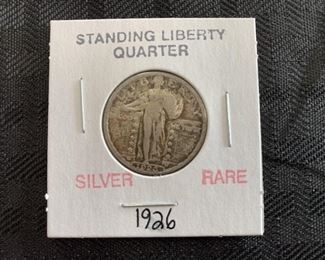 STANDING LIBERTY
QUARTER
SILVER RARE
1926